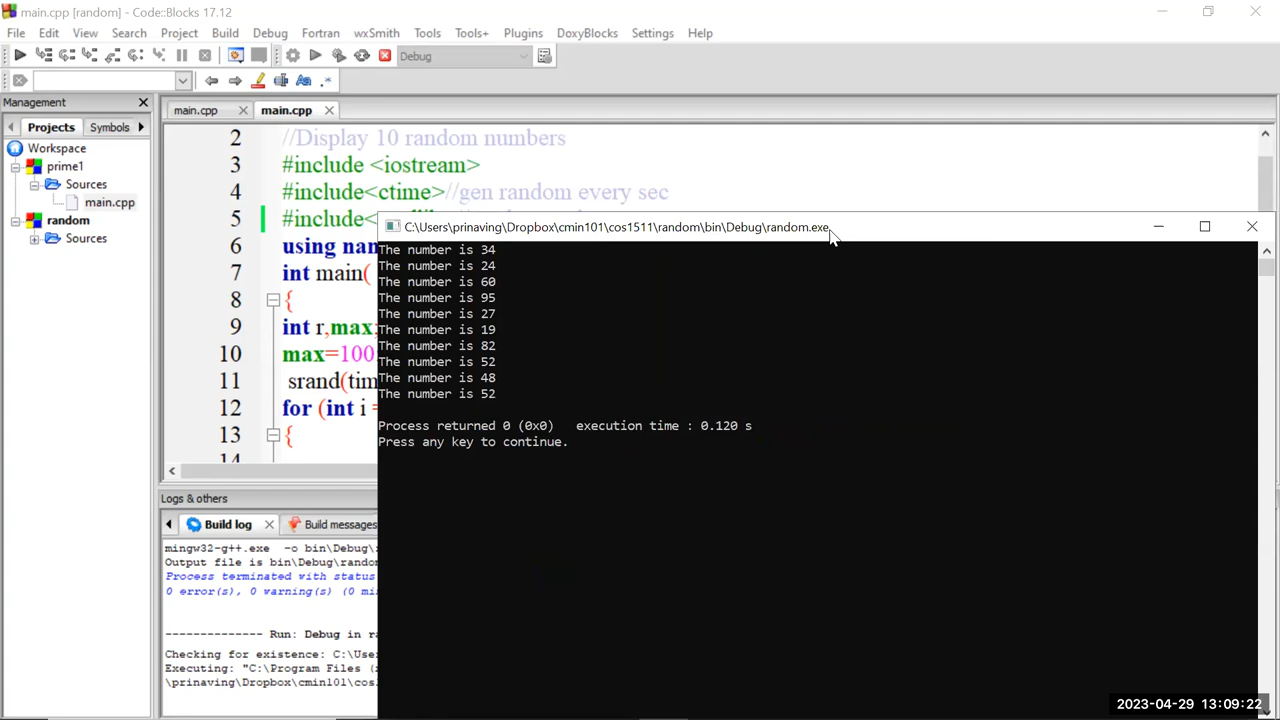 main.cpp [random] - Code::Blocks 17.12
File Edit View Search Project Build Debug Fortran wxSmith Tools Tools+ Plugins DoxyBlocks Settings Help
Debug
Management
main.cpp main.cpp
Projects Symbols
Workspace
prime1
Sources
main.cpp
random
Sources
2 //Display 10 random numbers
3 #include <iostream>
4 #include<ctime>//gen random every sec
5 #include<
6 using nam
7 int main(
8 {
9 int r,max;
10 max=100
11 srand(tim
12 for (int i =
13 {
14
C:\Users\prinaving\Dropbox\cmin101\cos1511\random\bin\Debug\random.exe
The number is 34
The number is 24
The number is 60
The number is 95
The number is 27
The number is 19
The number is 82
The number is 52
The number is 48
The number is 52
Process returned 0 (0x0) execution time : 0.120 s
Press any key to continue.
Logs & others
Build log Build messages
mingw32-g++.exe -o bin\Debug\
Output file is bin\Debug\rando
Process terminated with status
0 error(s), 0 warning(s) (0 mi
-------------- Run: Debug in ra
Checking for existence: C:\Use
Executing: "C:\Program Files (
\prinaving\Dropbox\cmin101\cos
2023-04-29 13:09:22